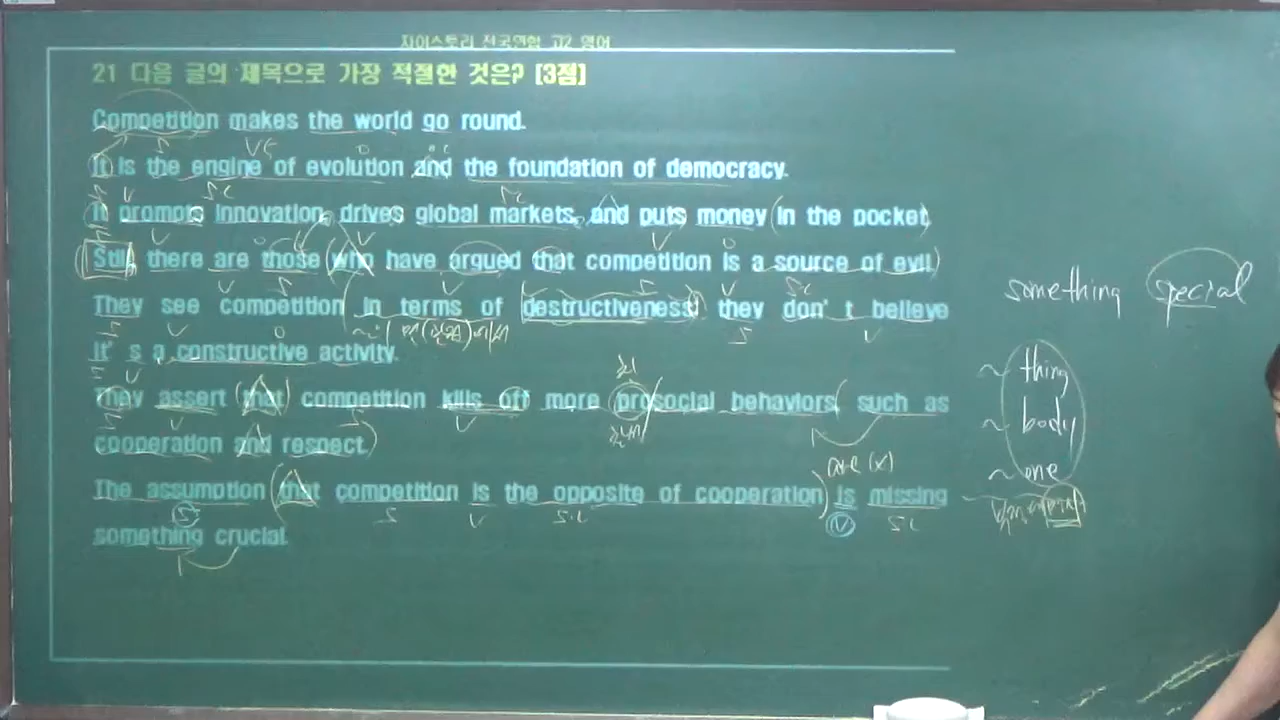 자이스토리 전국연합 고2 영어
21 다음 글의 제목으로 가장 적절한 것은? [3점]
Competition makes the world go round.
It is the engine of evolution and the foundation of democracy.
It promots innovation, drives global markets, and puts money in the pocket.
Still, there are those who have argued that competition is a source of evil.
They see competition in terms of destructiveness; they don't believe
it's a constructive activity.
They assert that competition kills off more prosocial behaviors such as
cooperation and respect.
The assumption that competition is the opposite of cooperation is missing
something crucial.
something special
~ thing
~ body
~ one
are (x)